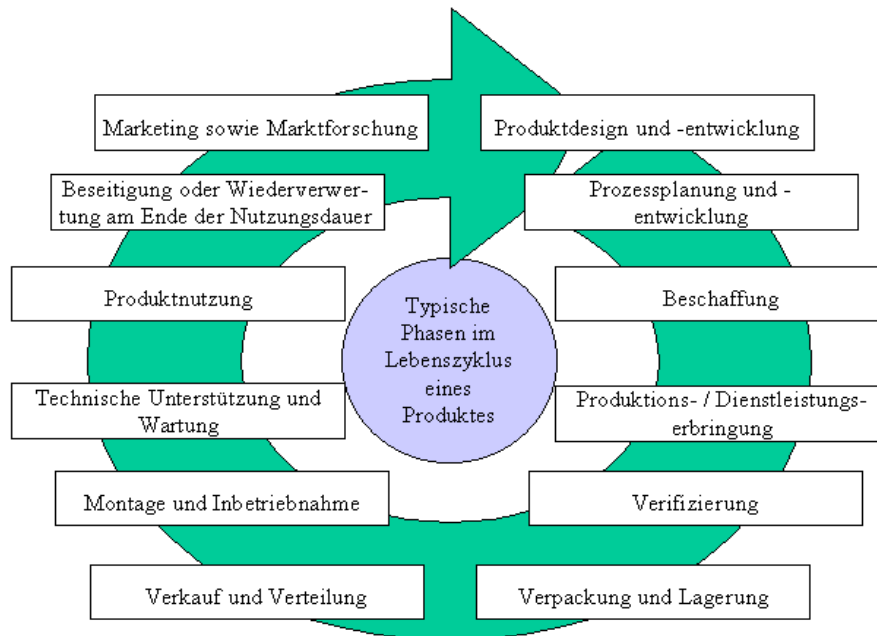 Marketing sowie Marktforschung
Produktdesign und -entwicklung
Beseitigung oder Wiederverwer-
tung am Ende der Nutzungsdauer
Prozessplanung und -
entwicklung
Produktnutzung
Typische
Phasen im
Lebenszyklus
eines
Produktes
Beschaffung
Technische Unterstützung und
Wartung
Produktions- / Dienstleistungs-
erbringung
Montage und Inbetriebnahme
Verifizierung
Verkauf und Verteilung
Verpackung und Lagerung